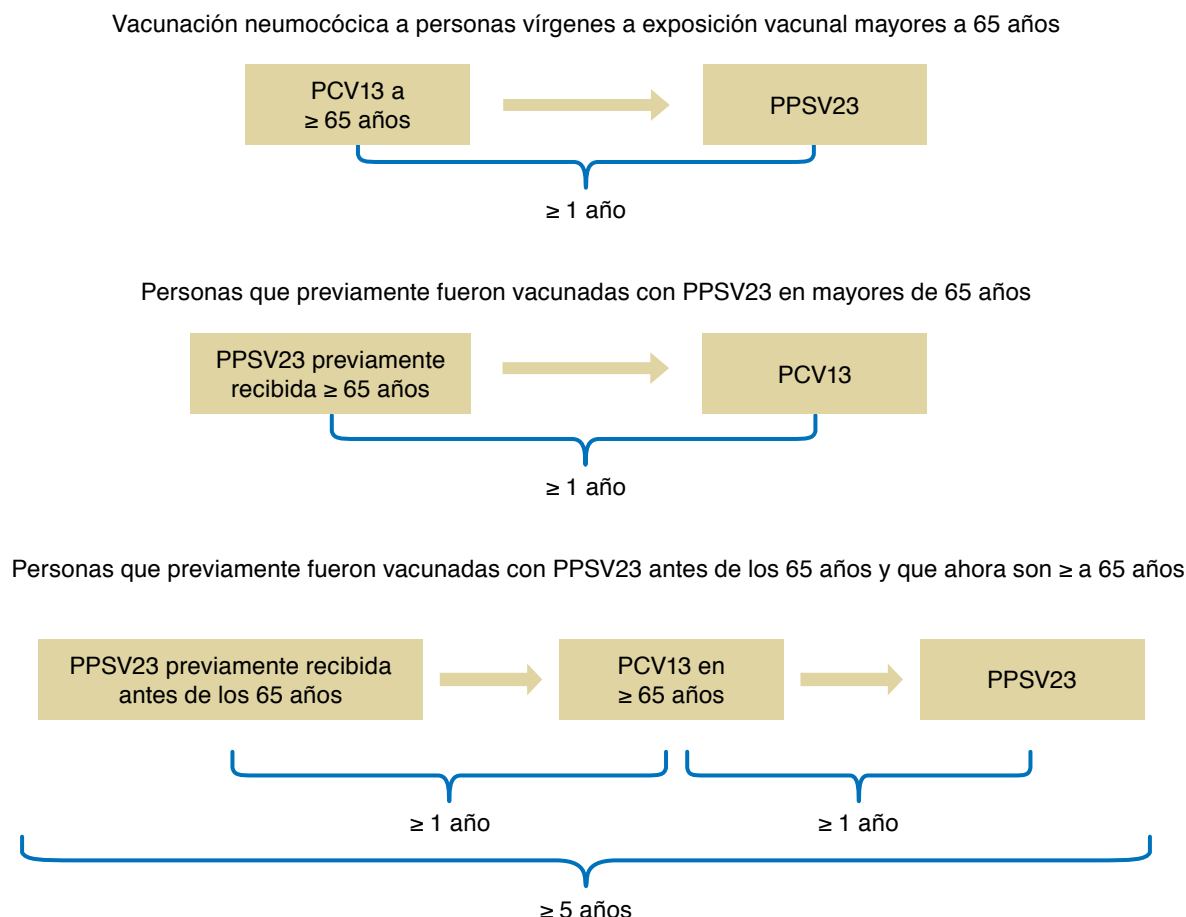 Vacunación neumocócica a personas vírgenes a exposición vacunal mayores a 65 años
PCV13 a
≥ 65 años
PPSV23
≥ 1 año
Personas que previamente fueron vacunadas con PPSV23 en mayores de 65 años
PPSV23 previamente
recibida ≥ 65 años
PCV13
≥ 1 año
Personas que previamente fueron vacunadas con PPSV23 antes de los 65 años y que ahora son ≥ a 65 años
PPSV23 previamente recibida
antes de los 65 años
PCV13 en
≥ 65 años
PPSV23
≥ 1 año
≥ 1 año
≥ 5 años